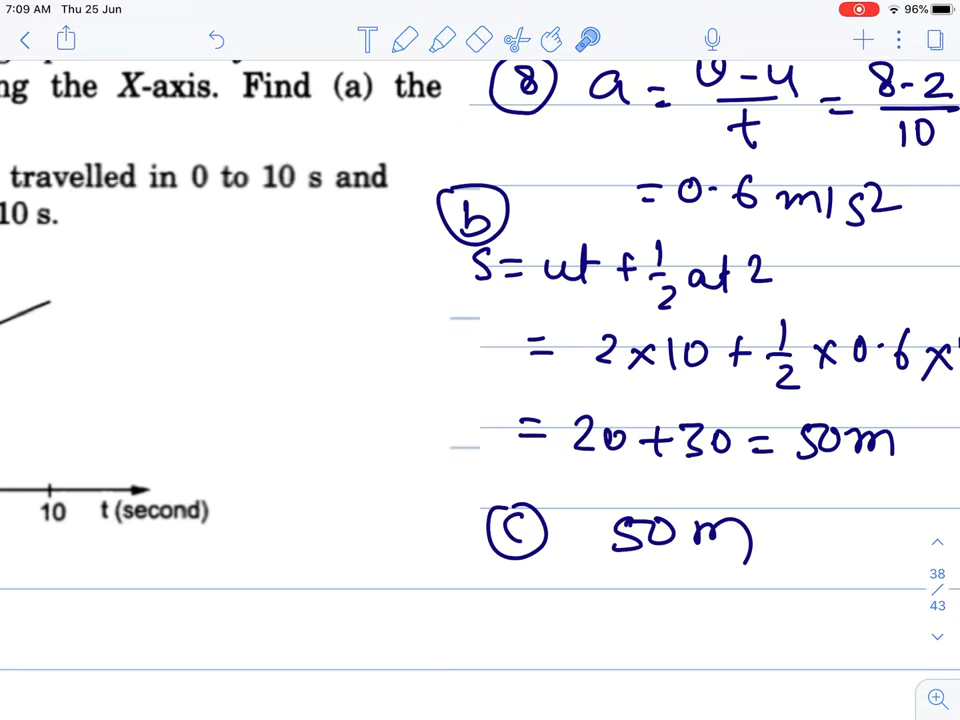 7:09 AM Thu 25 Jun 96%
T
ng the X-axis. Find (a) the
travelled in 0 to 10 s and
10 s.
10 t (second)
8 a = v-u/t = 8-2/10
= 0.6 m/s2
b
s = ut + 1/2 at 2
= 2 x 10 + 1/2 x 0.6 x
= 20 + 30 = 50 m
c 50 m
38
/
43